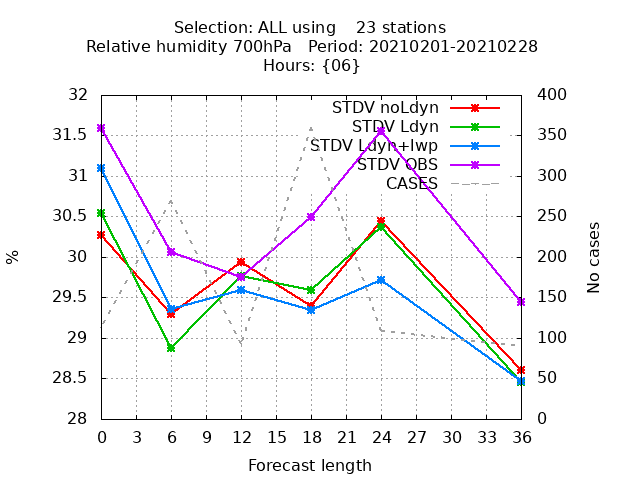 Selection: ALL using    23 stations
Relative humidity 700hPa   Period: 20210201-20210228
Hours: {06}
STDV noLdyn
STDV Ldyn
STDV Ldyn+lwp
STDV OBS
CASES
%
32
31.5
31
30.5
30
29.5
29
28.5
28
400
350
300
250
200
150
100
50
0
No cases
0 3 6 9 12 15 18 21 24 27 30 33 36
Forecast length